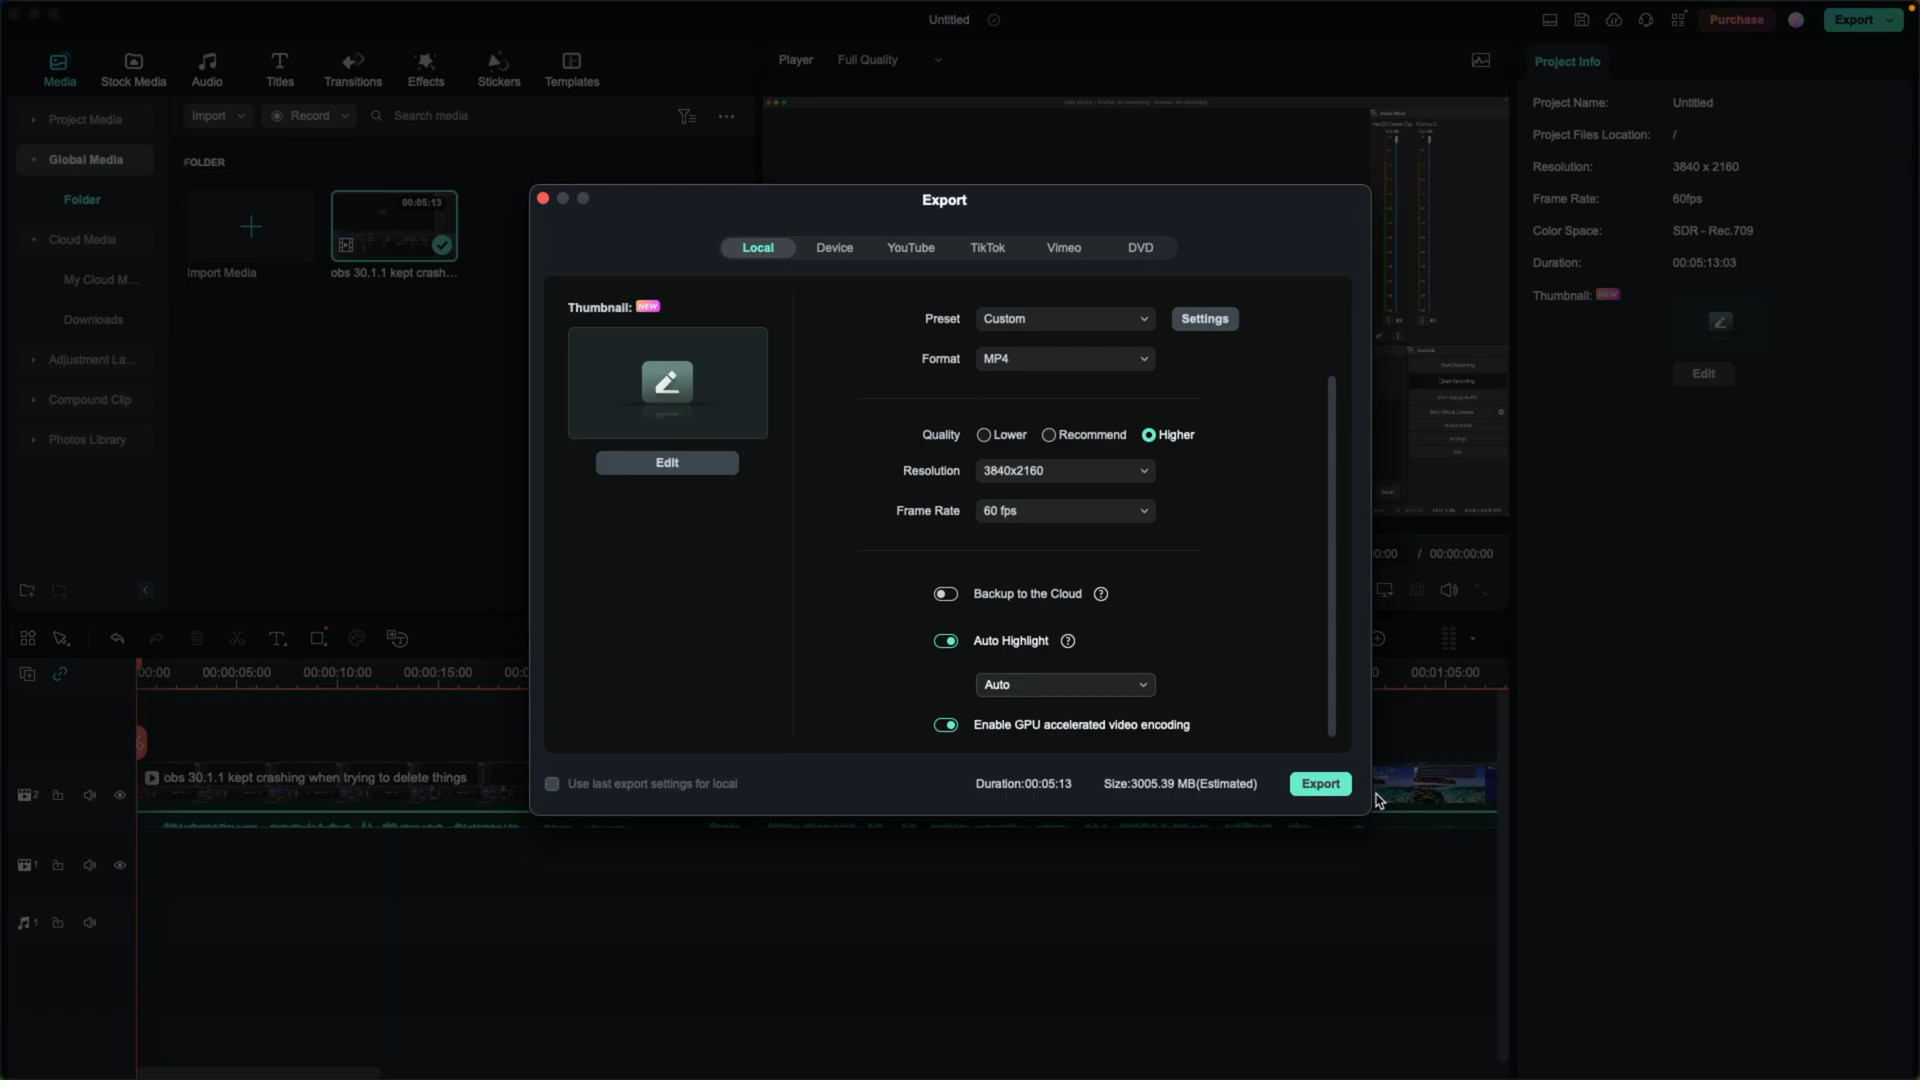 Untitled
Purchase
Export
Media
Stock Media
Audio
Titles
Transitions
Effects
Stickers
Templates
Player
Full Quality
Project Info
Project Media
Import
Record
Search media
Global Media
FOLDER
Folder
00:05:13
Import Media
obs 30.1.1 kept crash...
Cloud Media
My Cloud M...
Downloads
Adjustment La...
Compound Clip
Photos Library
Project Name:
Untitled
Project Files Location:
/
Resolution:
3840 x 2160
Frame Rate:
60fps
Color Space:
SDR - Rec.709
Duration:
00:05:13:03
Thumbnail: NEW
Edit
Export
Local
Device
YouTube
TikTok
Vimeo
DVD
Thumbnail: NEW
Edit
Preset
Custom
Settings
Format
MP4
Quality
Lower
Recommend
Higher
Resolution
3840x2160
Frame Rate
60 fps
Backup to the Cloud
Auto Highlight
Auto
Enable GPU accelerated video encoding
Use last export settings for local
Duration:00:05:13
Size:3005.39 MB(Estimated)
Export
/ 00:00:00:00
00:00:05:00
00:00:10:00
00:00:15:00
00:01:05:00
obs 30.1.1 kept crashing when trying to delete things
2
1
1